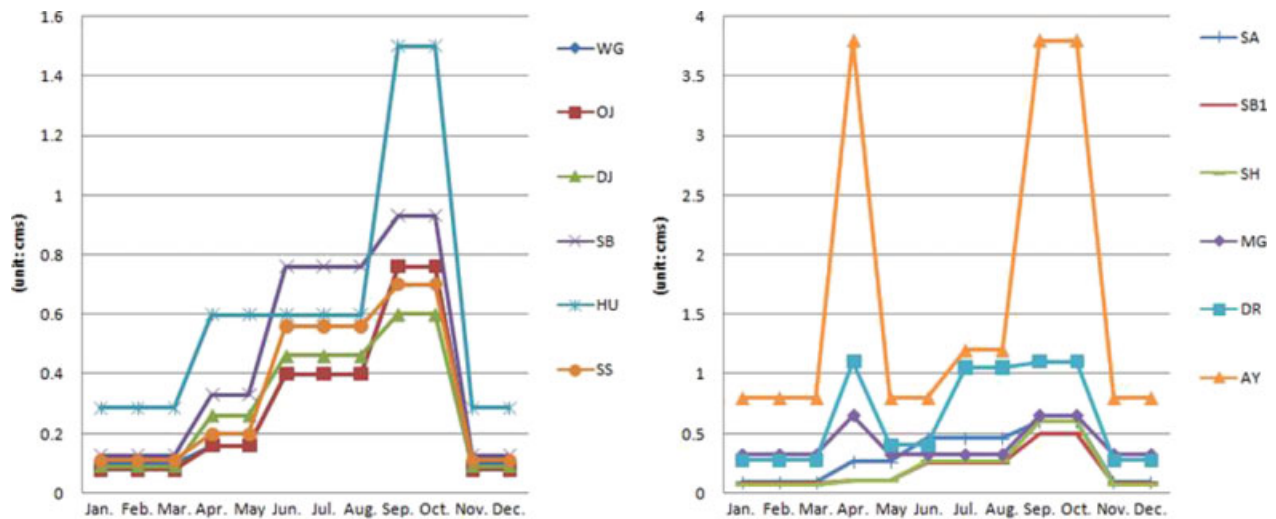 1.6
1.4
1.2
1
0.8
0.6
0.4
0.2
0
(unit: cms)
Jan. Feb. Mar. Apr. May Jun. Jul. Aug. Sep. Oct. Nov. Dec.
WG
OJ
DJ
SB
HU
SS
4
3.5
3
2.5
2
1.5
1
0.5
0
(unit: cms)
Jan. Feb. Mar. Apr. May Jun. Jul. Aug. Sep. Oct. Nov. Dec.
SA
SB1
SH
MG
DR
AY